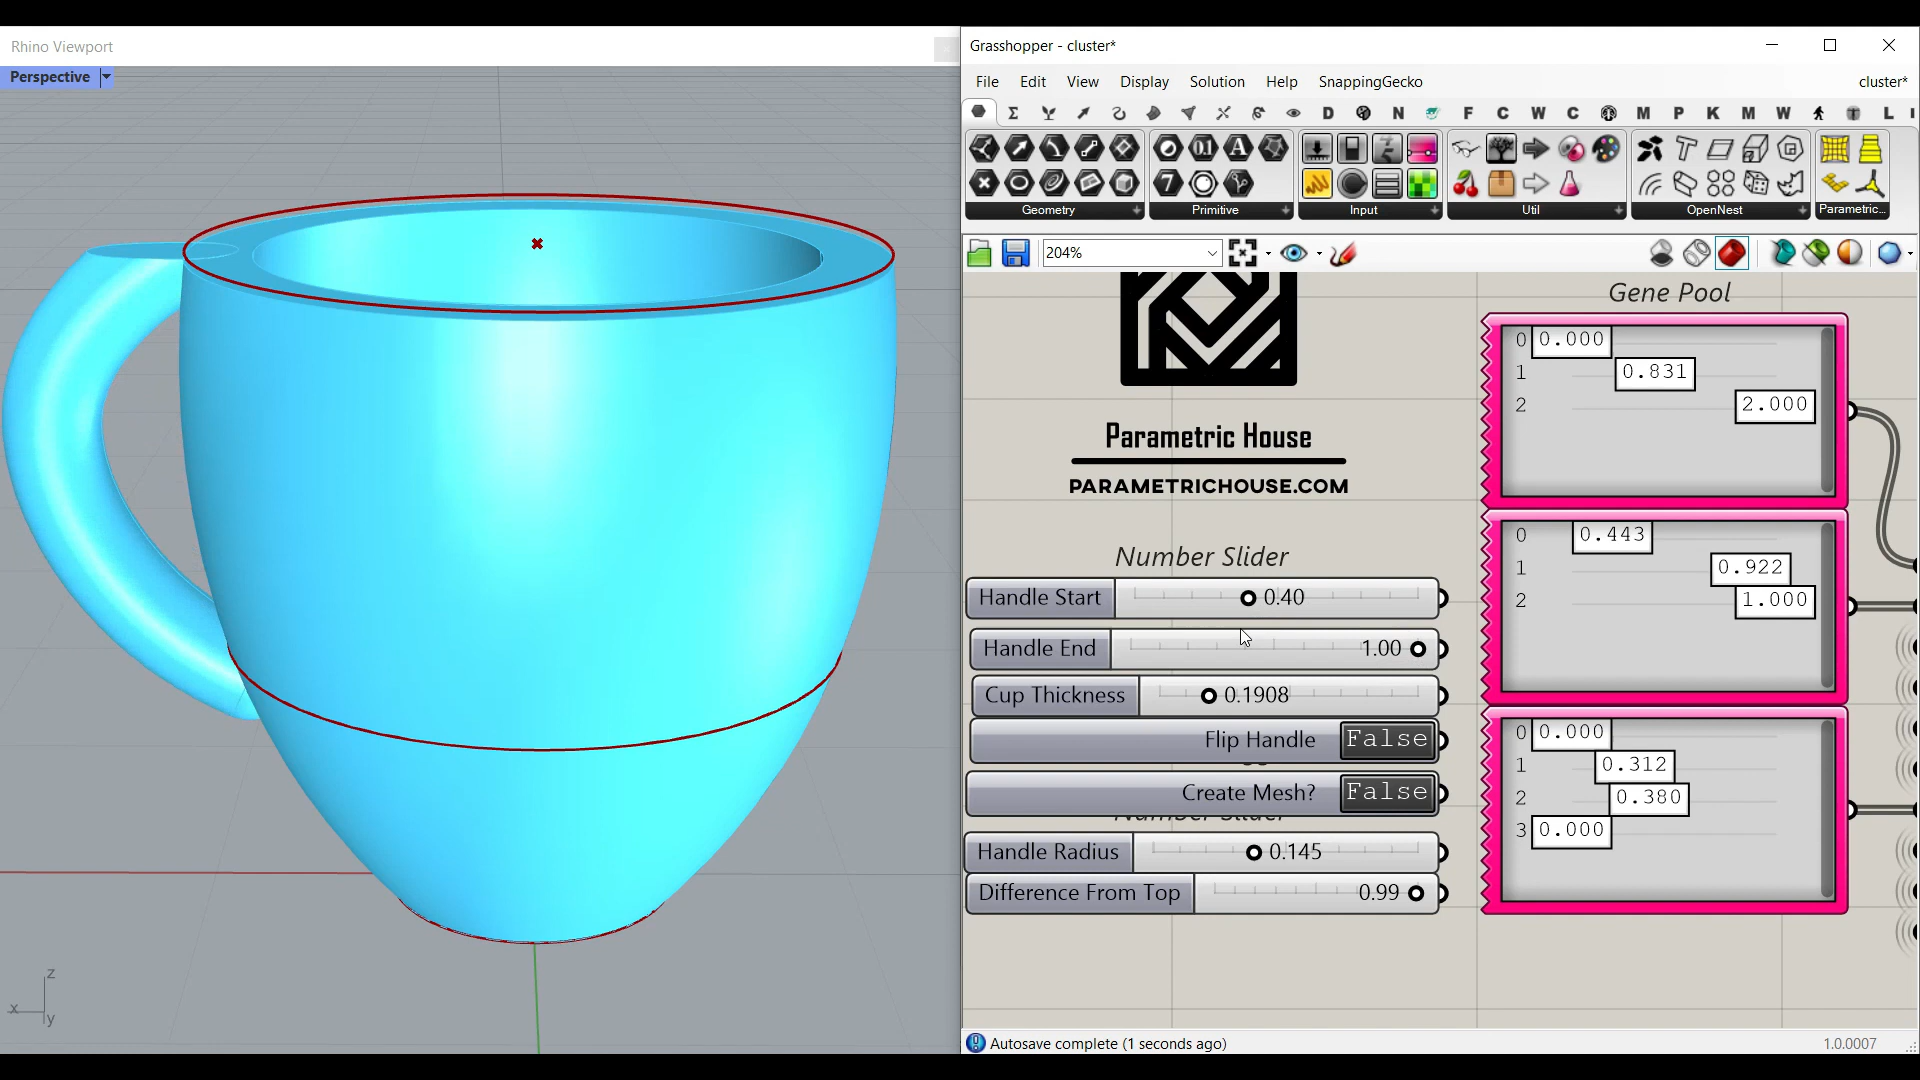 Rhino Viewport
Perspective
z
x
y
Grasshopper - cluster*
File Edit View Display Solution Help SnappingGecko cluster*
D N F C W C M P K M W L
Geometry Primitive Input Util OpenNest Parametric...
204%
Parametric House
PARAMETRICHOUSE.COM
Number Slider
Handle Start 0.40
Handle End 1.00
Cup Thickness 0.1908
Flip Handle False
Create Mesh? False
Number Slider
Handle Radius 0.145
Difference From Top 0.99
Gene Pool
0 0.000
1 0.831
2 2.000
0 0.443
1 0.922
2 1.000
0 0.000
1 0.312
2 0.380
3 0.000
Autosave complete (1 seconds ago)
1.0.0007